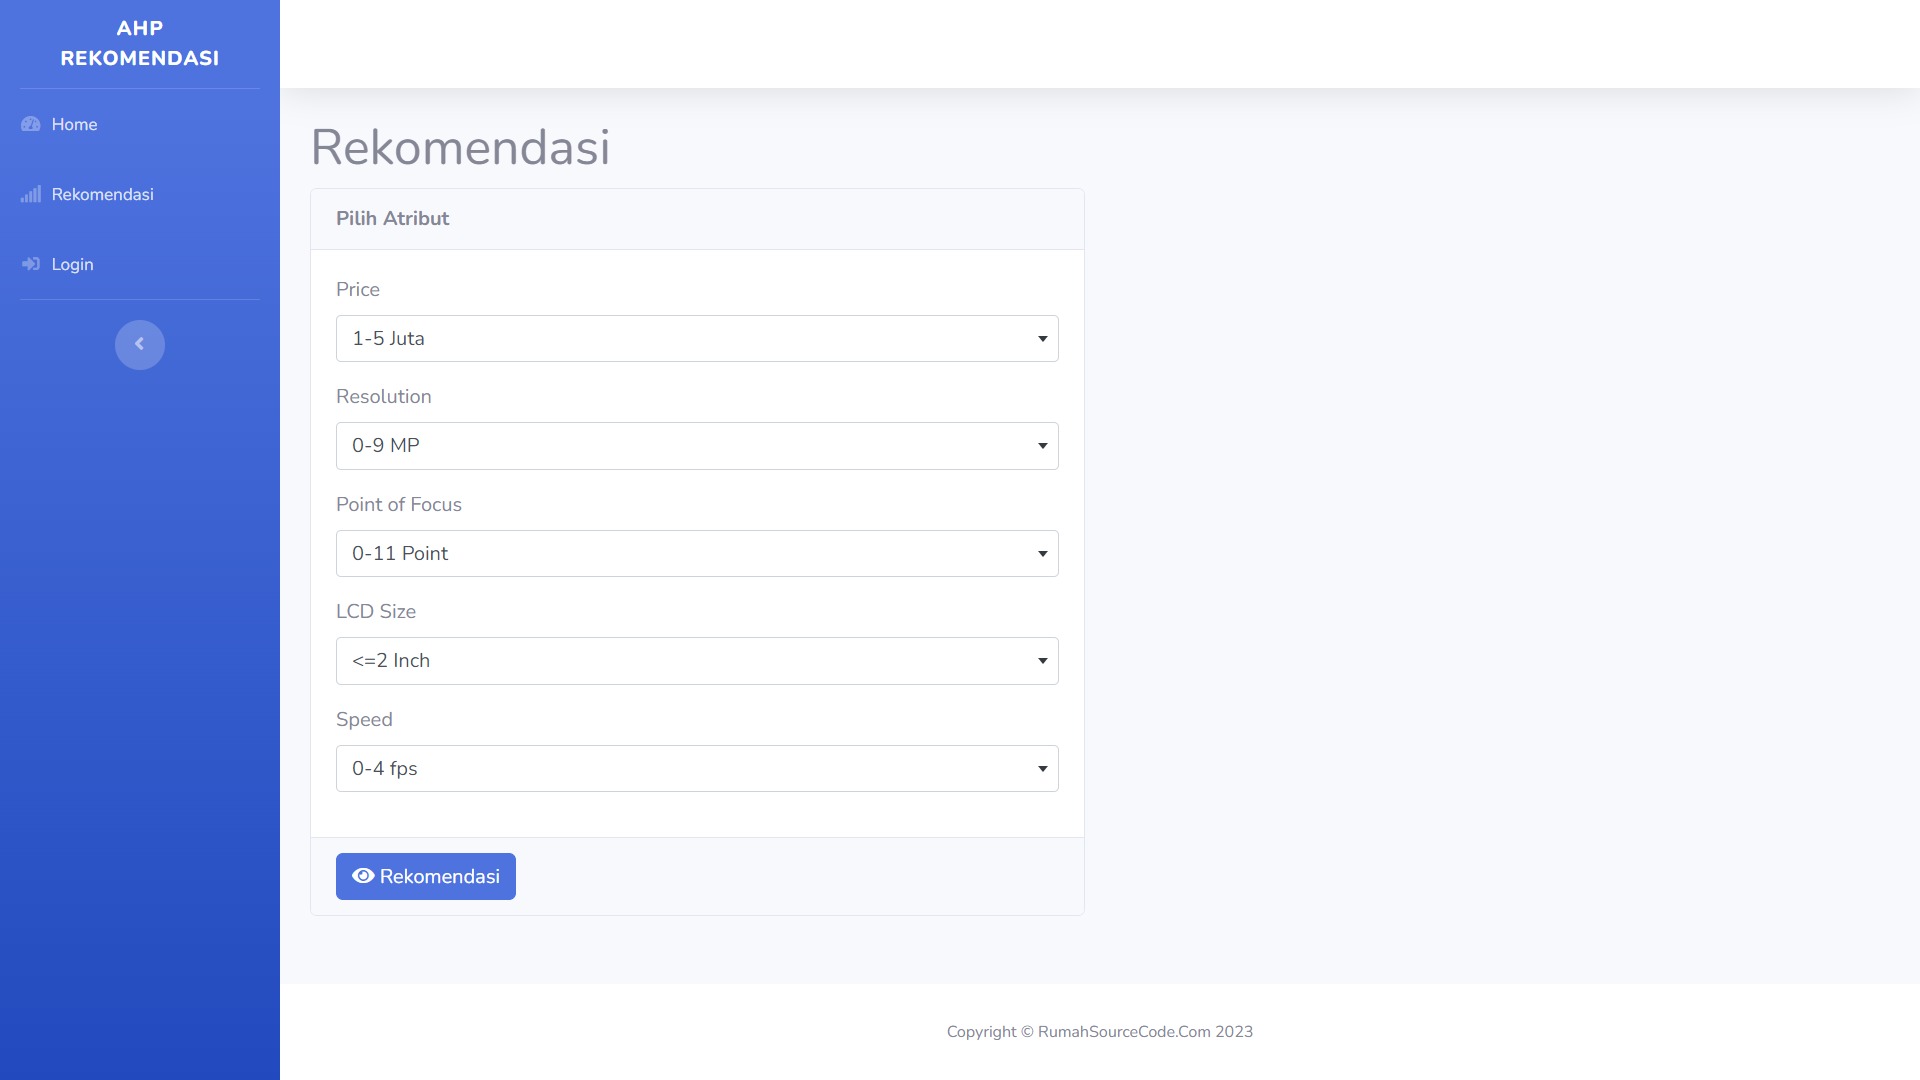 AHP
REKOMENDASI
Home
Rekomendasi
Login
Rekomendasi
Pilih Atribut
Price
1-5 Juta
Resolution
0-9 MP
Point of Focus
0-11 Point
LCD Size
<=2 Inch
Speed
0-4 fps
Rekomendasi
Copyright © RumahSourceCode.Com 2023